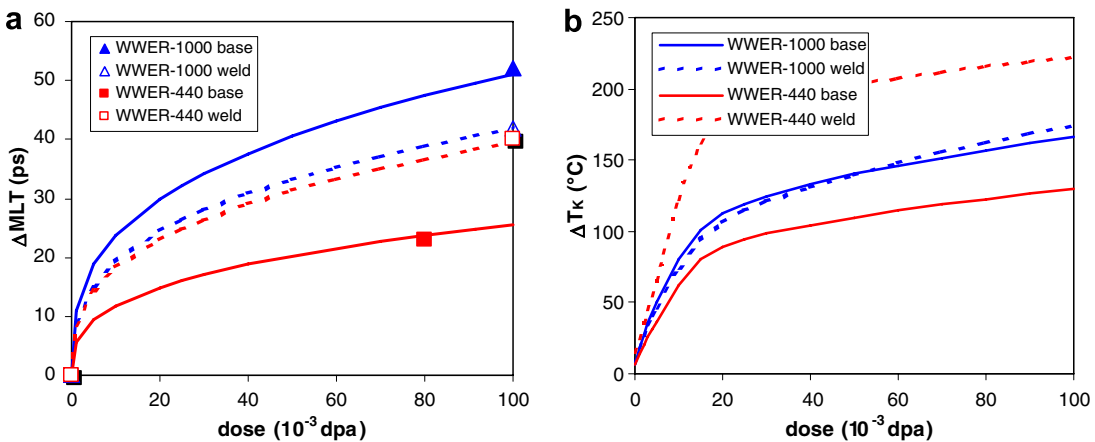 a
60
50
40
30
20
10
0
ΔMLT (ps)
WWER-1000 base
WWER-1000 weld
WWER-440 base
WWER-440 weld
0 20 40 60 80 100
dose (10⁻³ dpa)
b
250
200
150
100
50
0
ΔTᴋ (°C)
WWER-1000 base
WWER-1000 weld
WWER-440 base
WWER-440 weld
0 20 40 60 80 100
dose (10⁻³ dpa)